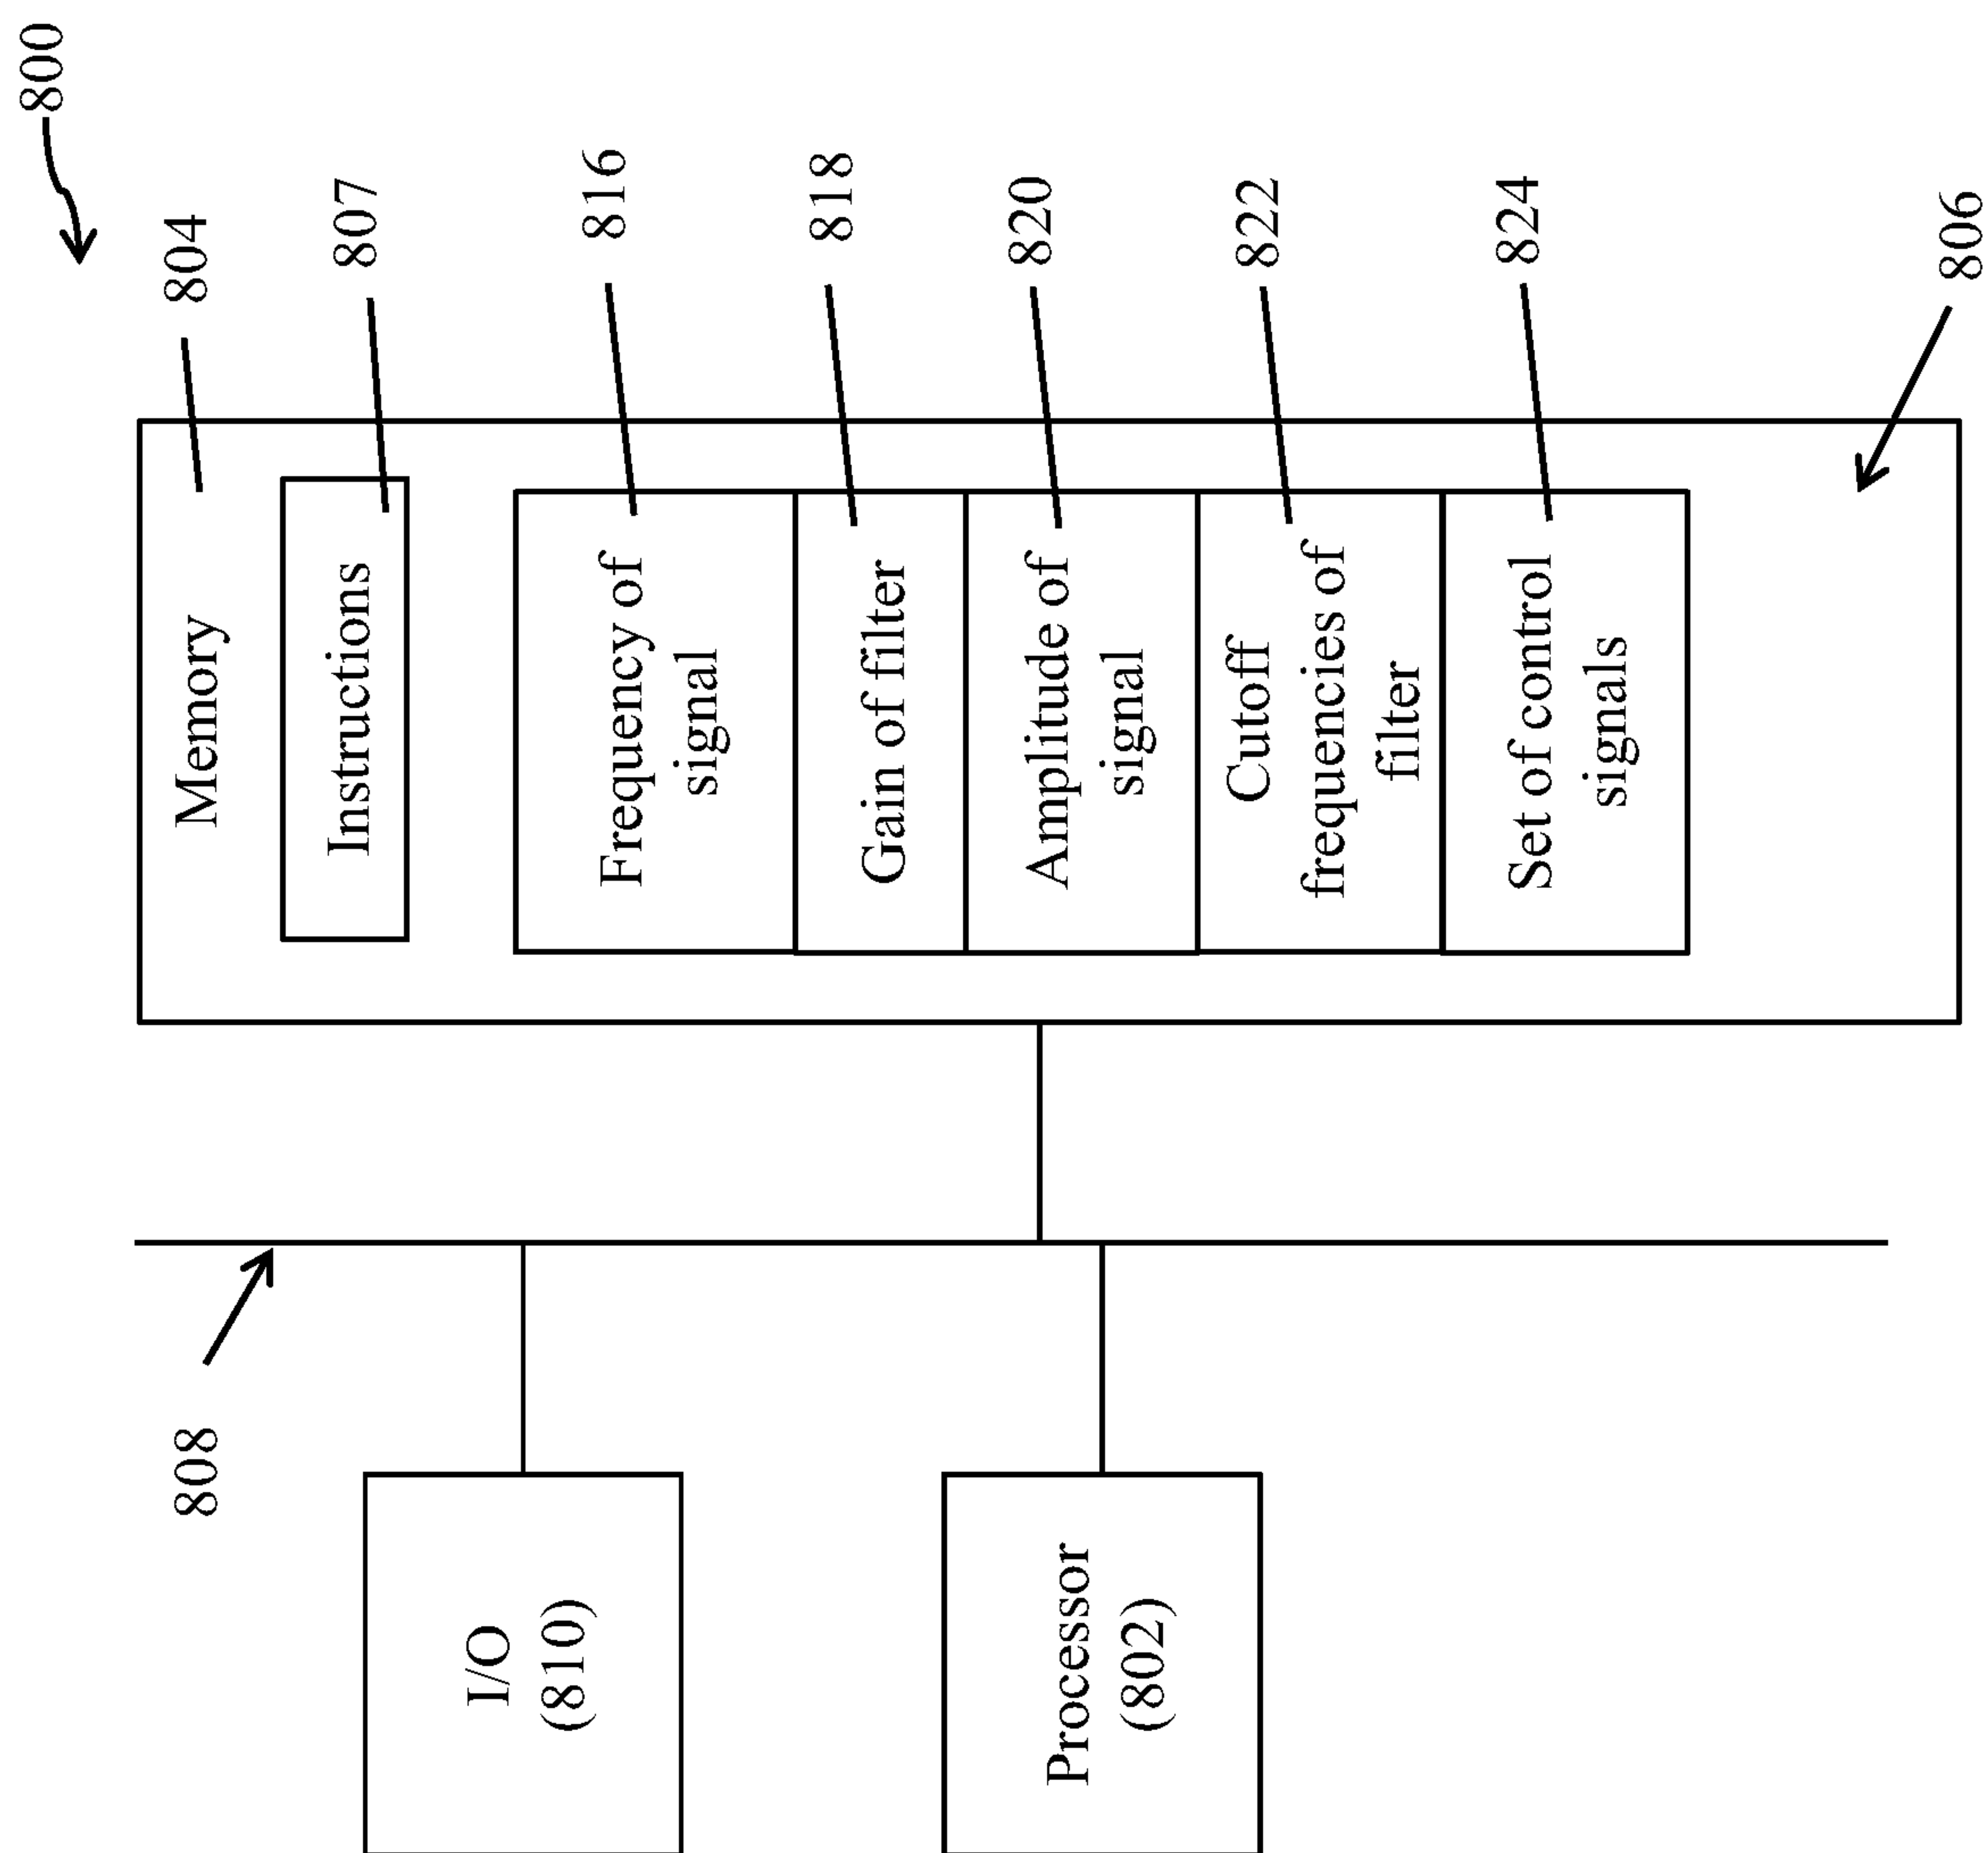 800
804
Memory
807
Instructions
816
Frequency of
signal
818
Gain of filter
820
Amplitude of
signal
822
Cutoff
frequencies of
filter
824
Set of control
signals
806
808
I/O
(810)
Processor
(802)